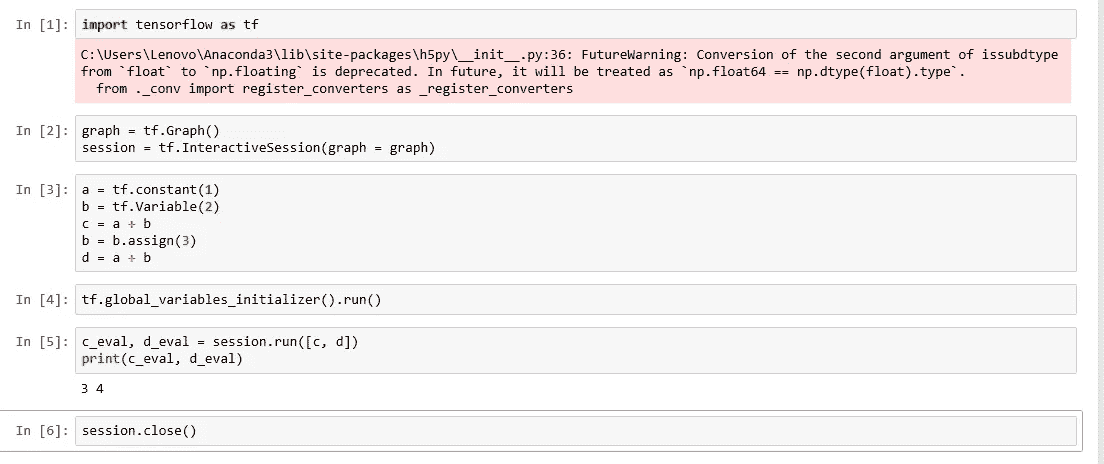 In [1]: import tensorflow as tf
C:\Users\Lenovo\Anaconda3\lib\site-packages\h5py\__init__.py:36: FutureWarning: Conversion of the second argument of issubdtype
from `float` to `np.floating` is deprecated. In future, it will be treated as `np.float64 == np.dtype(float).type`.
from ._conv import register_converters as _register_converters
In [2]: graph = tf.Graph()
session = tf.InteractiveSession(graph = graph)
In [3]: a = tf.constant(1)
b = tf.Variable(2)
c = a + b
b = b.assign(3)
d = a + b
In [4]: tf.global_variables_initializer().run()
In [5]: c_eval, d_eval = session.run([c, d])
print(c_eval, d_eval)
3 4
In [6]: session.close()